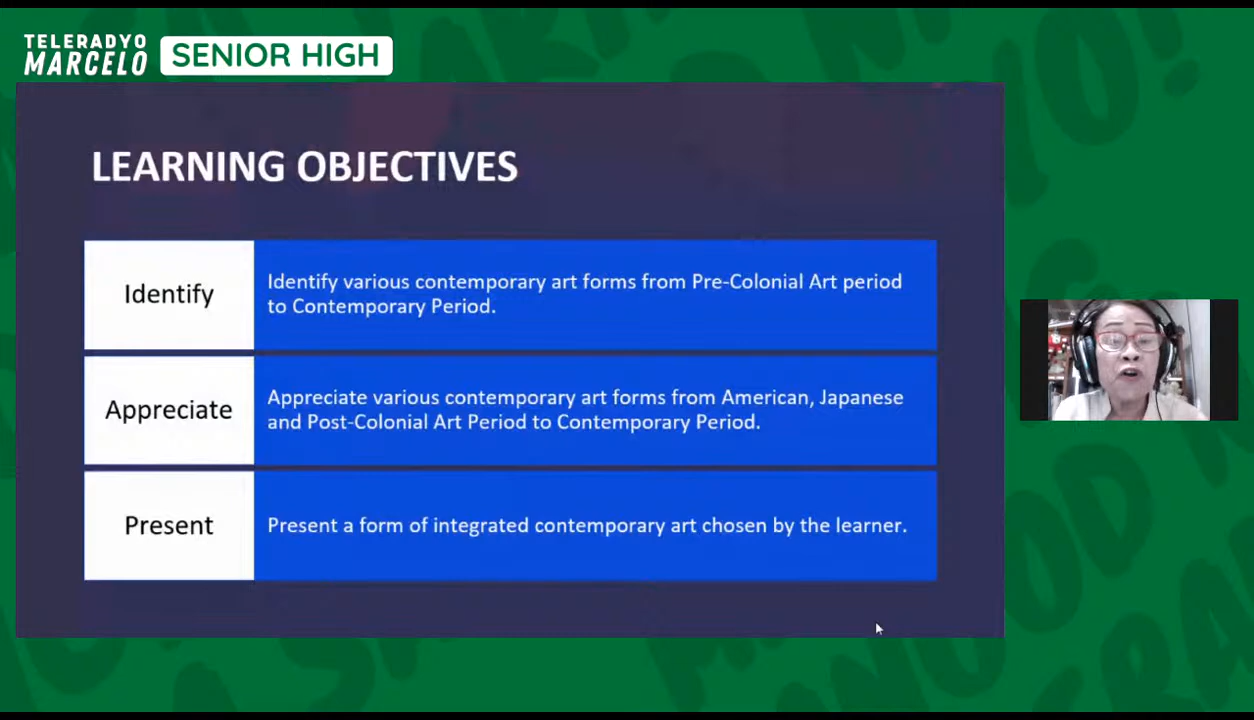 TELERADYO
MARCELO
SENIOR HIGH
LEARNING OBJECTIVES
Identify
Identify various contemporary art forms from Pre-Colonial Art period
to Contemporary Period.
Appreciate
Appreciate various contemporary art forms from American, Japanese
and Post-Colonial Art Period to Contemporary Period.
Present
Present a form of integrated contemporary art chosen by the learner.